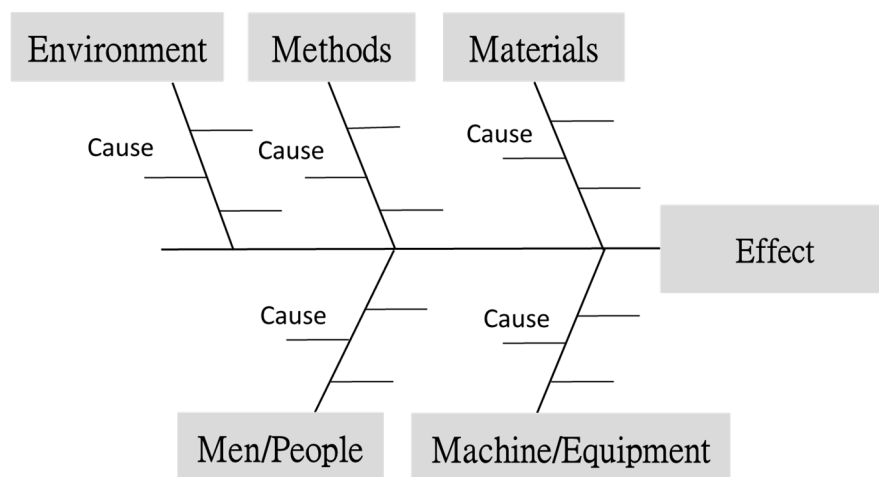 Environment
Methods
Materials
Cause
Cause
Cause
Effect
Cause
Cause
Men/People
Machine/Equipment